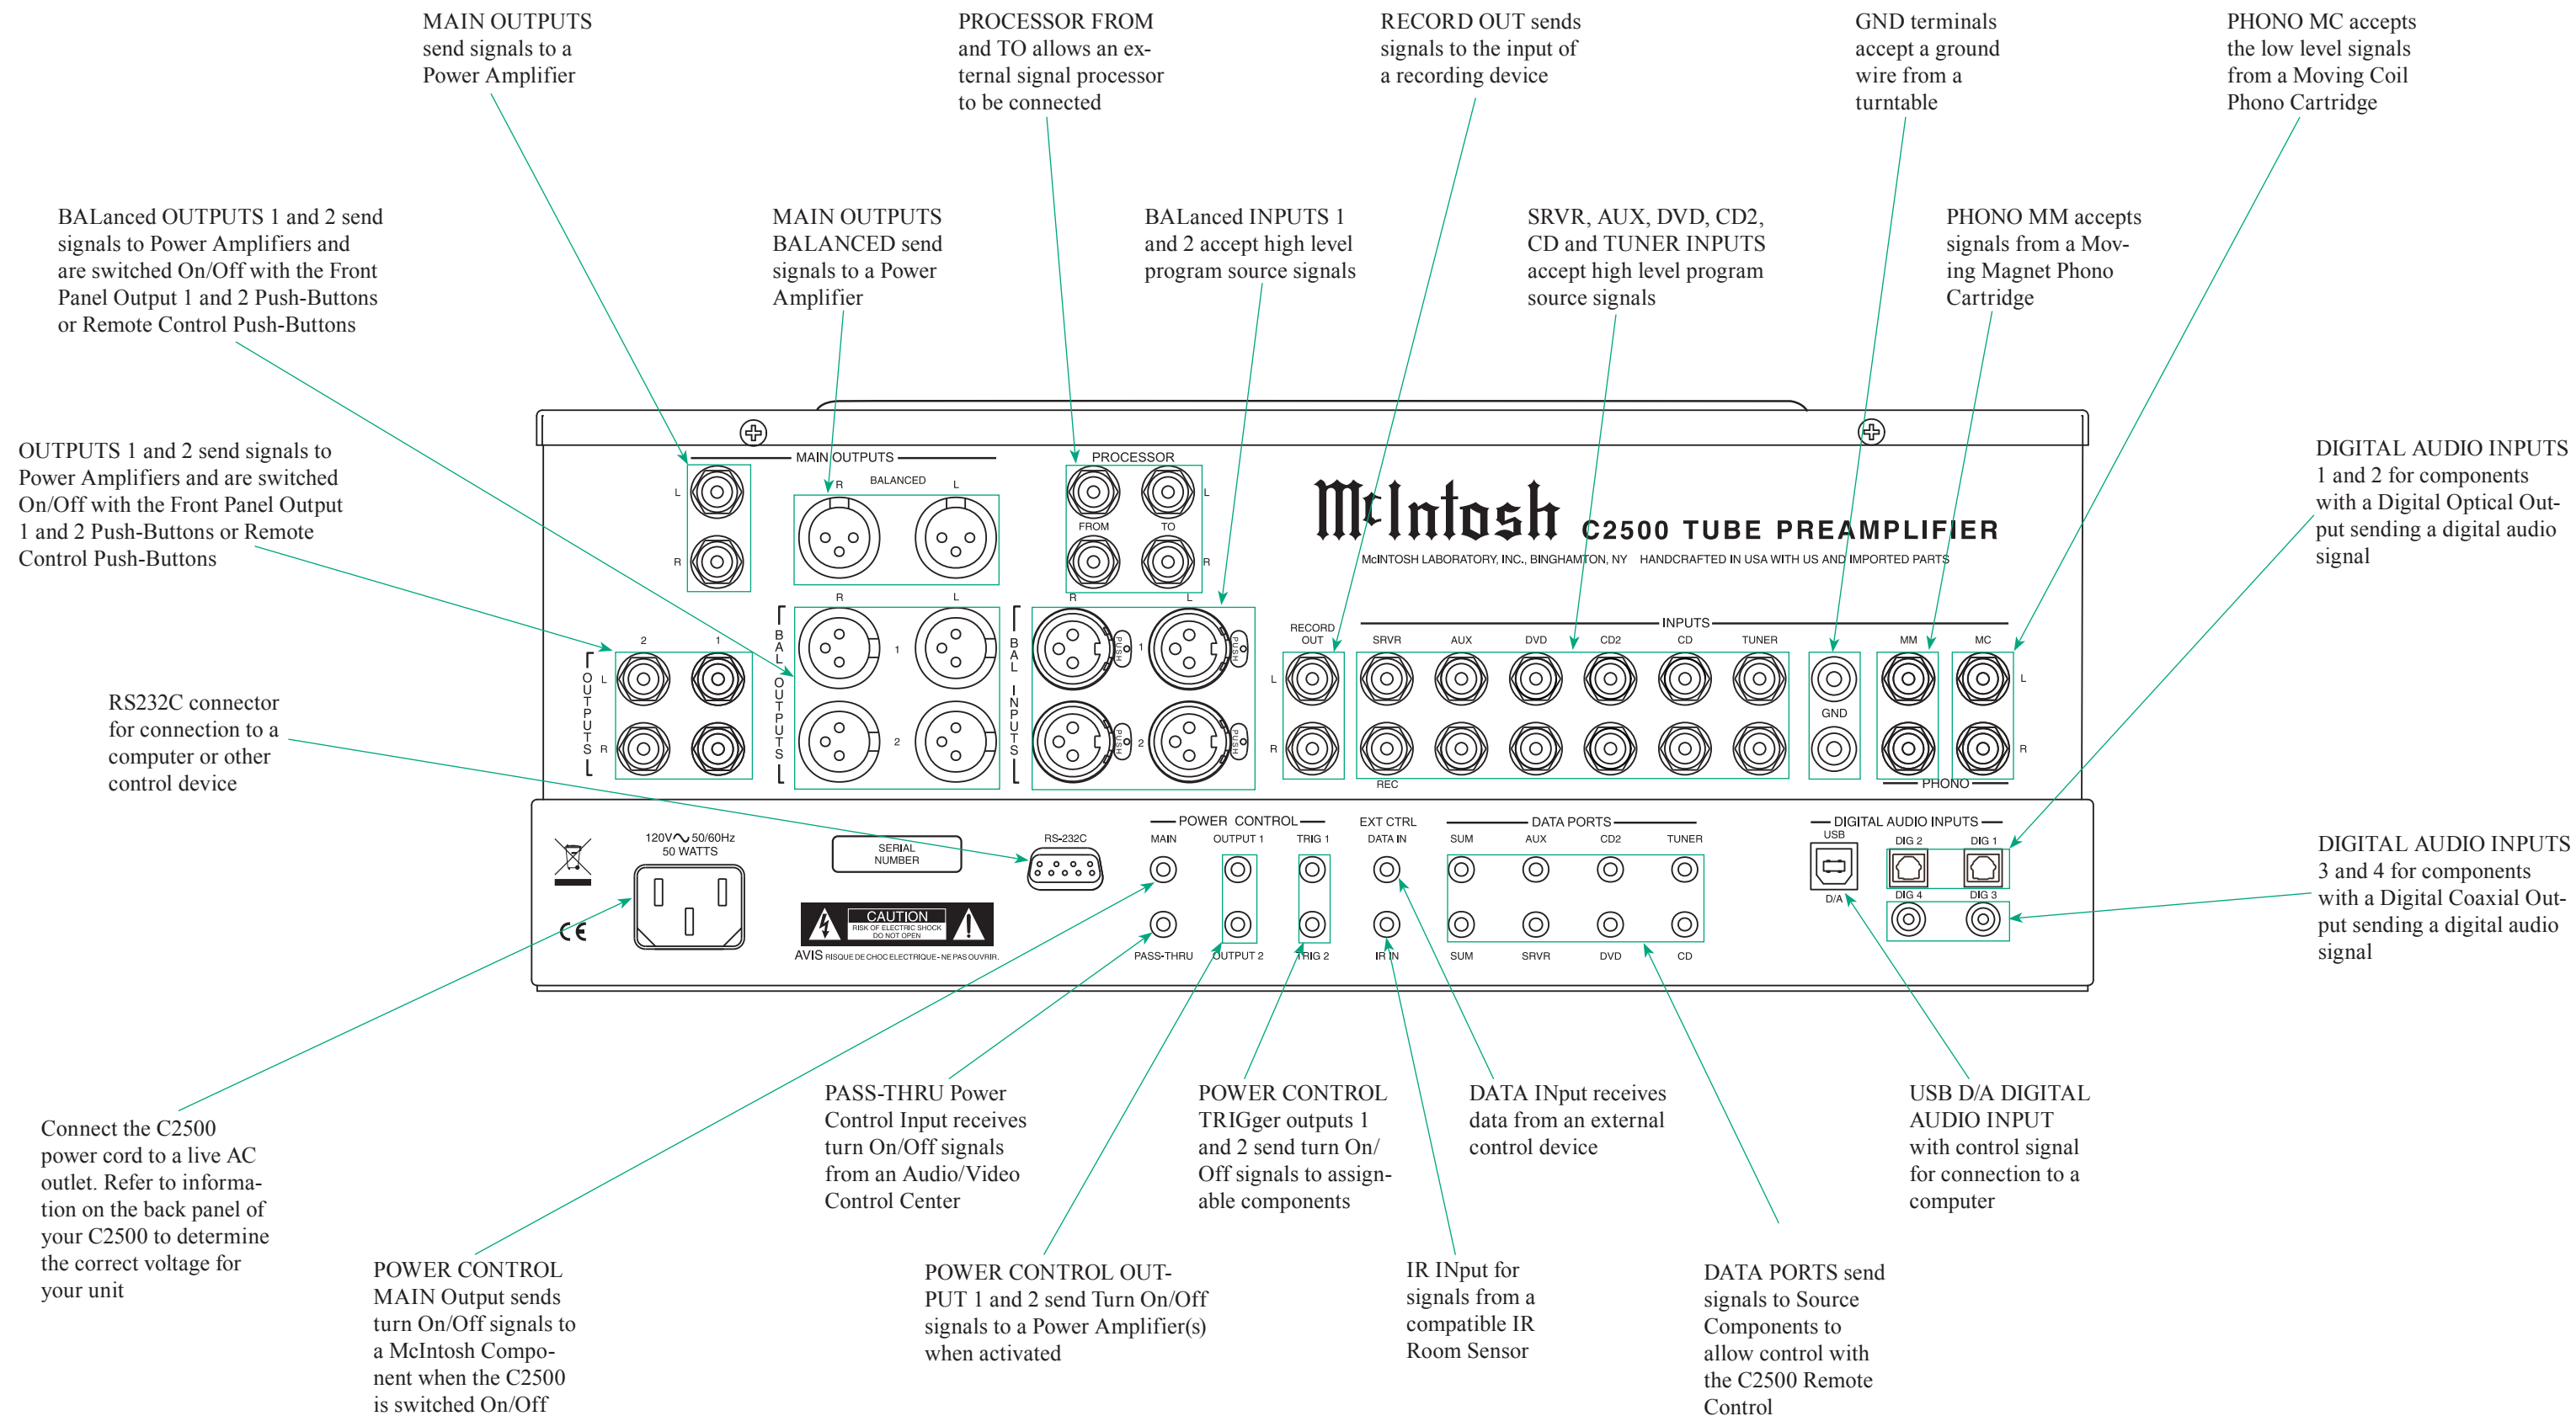 MAIN OUTPUTS
send signals to a
Power Amplifier
PROCESSOR FROM
and TO allows an ex-
ternal signal processor
to be connected
RECORD OUT sends
signals to the input of
a recording device
GND terminals
accept a ground
wire from a
turntable
PHONO MC accepts
the low level signals
from a Moving Coil
Phono Cartridge
BALanced OUTPUTS 1 and 2 send
signals to Power Amplifiers and
are switched On/Off with the Front
Panel Output 1 and 2 Push-Buttons
or Remote Control Push-Buttons
MAIN OUTPUTS
BALANCED send
signals to a Power
Amplifier
BALanced INPUTS 1
and 2 accept high level
program source signals
SRVR, AUX, DVD, CD2,
CD and TUNER INPUTS
accept high level program
source signals
PHONO MM accepts
signals from a Mov-
ing Magnet Phono
Cartridge
OUTPUTS 1 and 2 send signals to
Power Amplifiers and are switched
On/Off with the Front Panel Output
1 and 2 Push-Buttons or Remote
Control Push-Buttons
DIGITAL AUDIO INPUTS
1 and 2 for components
with a Digital Optical Out-
put sending a digital audio
signal
RS232C connector
for connection to a
computer or other
control device
DIGITAL AUDIO INPUTS
3 and 4 for components
with a Digital Coaxial Out-
put sending a digital audio
signal
MAIN OUTPUTS
L
R
R BALANCED L
PROCESSOR
FROM TO
L
R
McIntosh C2500 TUBE PREAMPLIFIER
McINTOSH LABORATORY, INC., BINGHAMTON, NY HANDCRAFTED IN USA WITH US AND IMPORTED PARTS
2 1
OUTPUTS
L
R
BAL OUTPUTS
R L
1
2
BAL INPUTS
R L
PUSH 1 PUSH
PUSH 2 PUSH
RECORD
OUT
INPUTS
SRVR AUX DVD CD2 CD TUNER MM MC
L L
GND
R R
REC PHONO
120V 50/60Hz
50 WATTS
SERIAL
NUMBER
RS-232C
CE
CAUTION
RISK OF ELECTRIC SHOCK
DO NOT OPEN
AVIS RISQUE DE CHOC ELECTRIQUE - NE PAS OUVRIR.
POWER CONTROL
MAIN OUTPUT 1 TRIG 1
PASS-THRU OUTPUT 2 TRIG 2
EXT CTRL
DATA IN
IR IN
DATA PORTS
SUM AUX CD2 TUNER
SUM SRVR DVD CD
DIGITAL AUDIO INPUTS
USB
D/A
DIG 2 DIG 1
DIG 4 DIG 3
Connect the C2500
power cord to a live AC
outlet. Refer to informa-
tion on the back panel of
your C2500 to determine
the correct voltage for
your unit
POWER CONTROL
MAIN Output sends
turn On/Off signals to
a McIntosh Compo-
nent when the C2500
is switched On/Off
PASS-THRU Power
Control Input receives
turn On/Off signals
from an Audio/Video
Control Center
POWER CONTROL OUT-
PUT 1 and 2 send Turn On/Off
signals to a Power Amplifier(s)
when activated
POWER CONTROL
TRIGger outputs 1
and 2 send turn On/
Off signals to assign-
able components
IR INput for
signals from a
compatible IR
Room Sensor
DATA INput receives
data from an external
control device
DATA PORTS send
signals to Source
Components to
allow control with
the C2500 Remote
Control
USB D/A DIGITAL
AUDIO INPUT
with control signal
for connection to a
computer